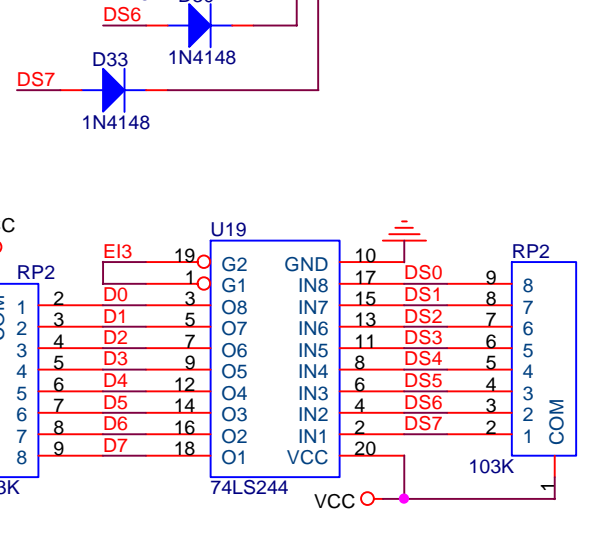 DS6
1N4148
D33
DS7
1N4148
C
RP2
U19
RP2
EI3
19
G2
GND
10
1
G1
IN8
17
DS0
9
8
1
2
D0
3
O8
IN7
15
DS1
8
7
2
3
D1
5
O7
IN6
13
DS2
7
6
3
4
D2
7
O6
IN5
11
DS3
6
5
4
5
D3
9
O5
IN4
8
DS4
5
4
5
6
D4
12
O4
IN3
6
DS5
4
3
6
7
D5
14
O3
IN2
4
DS6
3
2
7
8
D6
16
O2
IN1
2
DS7
2
1
COM
8
9
D7
18
O1
VCC
20
103K
1
3K
74LS244
VCC